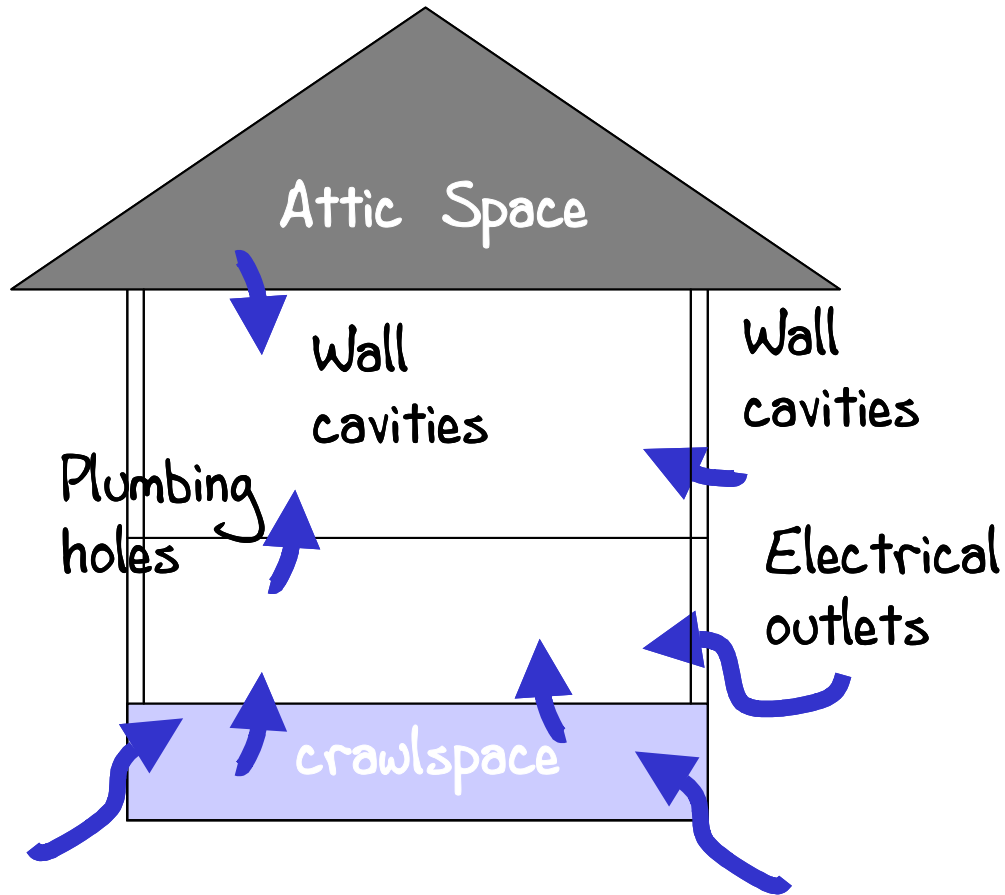 Attic Space
Wall
cavities
Wall
cavities
Plumbing
holes
Electrical
outlets
crawlspace